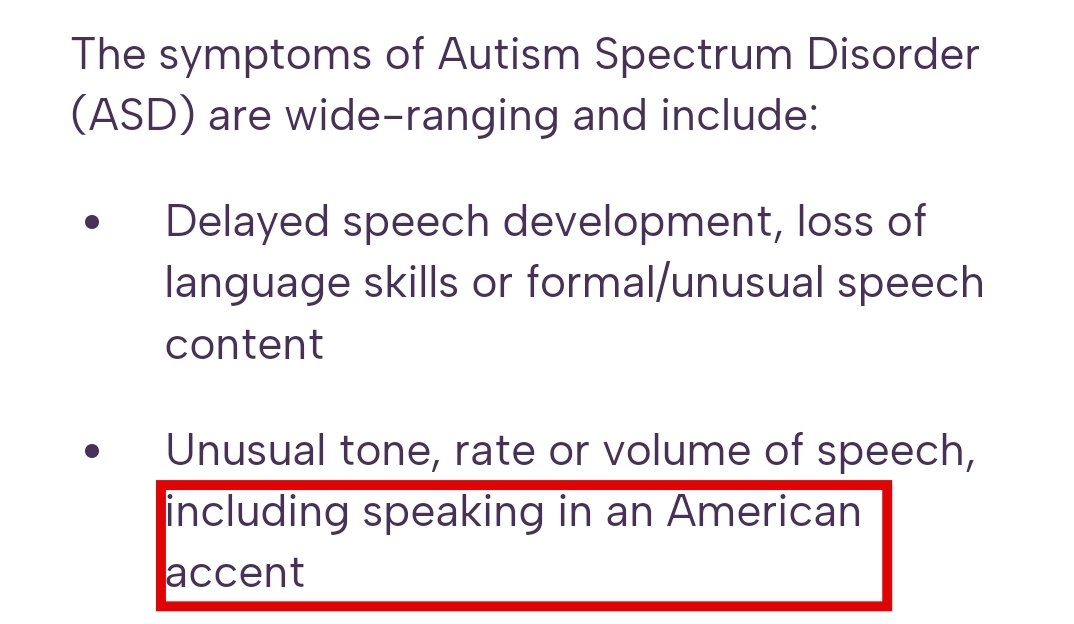 The symptoms of Autism Spectrum Disorder
(ASD) are wide-ranging and include:
• Delayed speech development, loss of
language skills or formal/unusual speech
content
• Unusual tone, rate or volume of speech,
including speaking in an American
accent